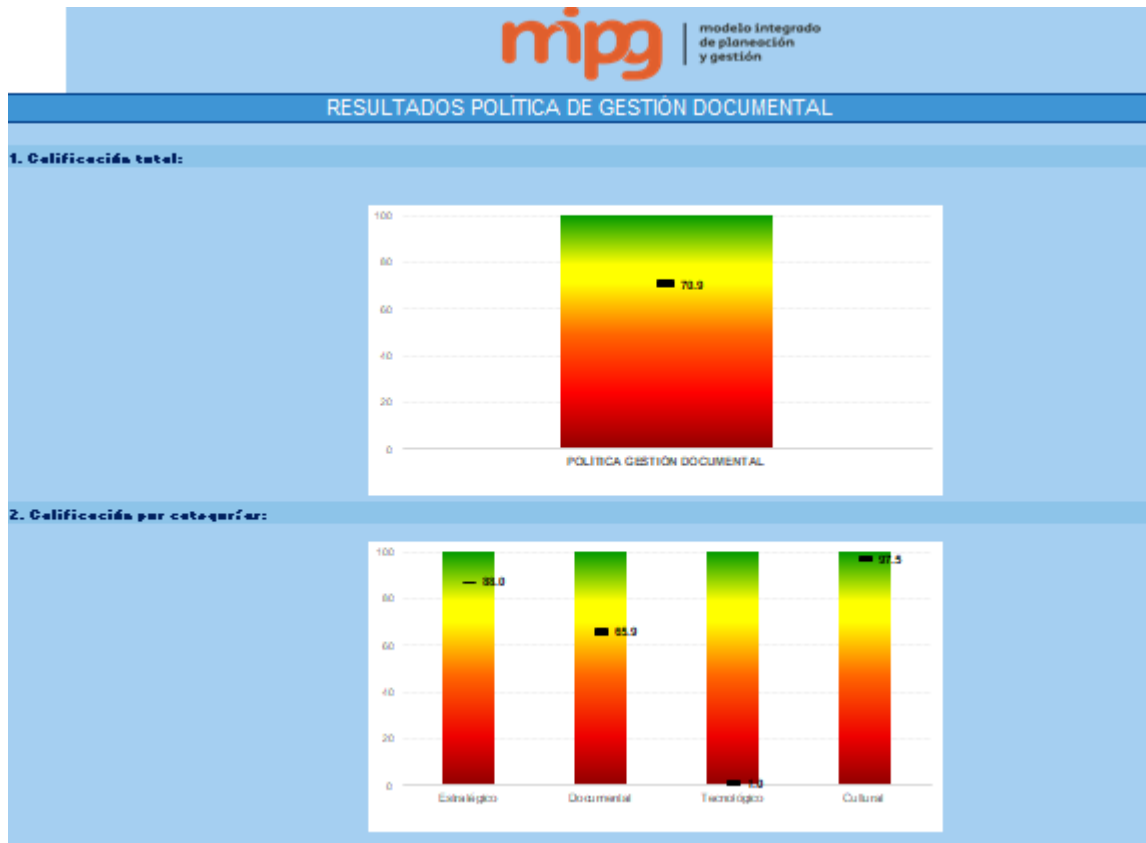 mipg
modelo integrado
de planeación
y gestión
RESULTADOS POLÍTICA DE GESTIÓN DOCUMENTAL
1. Calificación total:
100
80
70.9
60
40
20
0
POLÍTICA GESTIÓN DOCUMENTAL
2. Calificación por categorías:
100
97.5
80
65.9
60
40
20
0
Estratégico
Documental
Tecnológico
Cultural